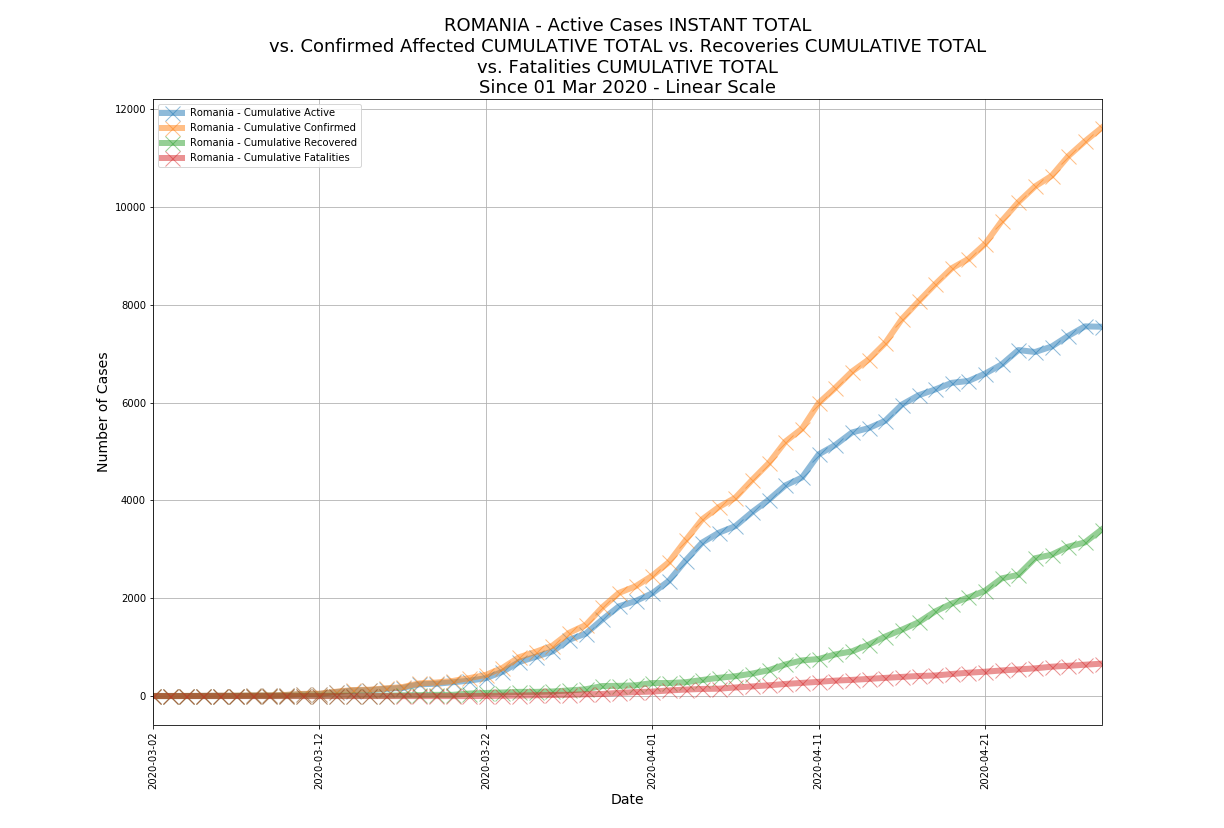 ROMANIA - Active Cases INSTANT TOTAL
vs. Confirmed Affected CUMULATIVE TOTAL vs. Recoveries CUMULATIVE TOTAL
vs. Fatalities CUMULATIVE TOTAL
Since 01 Mar 2020 - Linear Scale
Romania - Cumulative Active
Romania - Cumulative Confirmed
Romania - Cumulative Recovered
Romania - Cumulative Fatalities
Number of Cases
12000
10000
8000
6000
4000
2000
0
2020-03-02
2020-03-12
2020-03-22
2020-04-01
2020-04-11
2020-04-21
Date